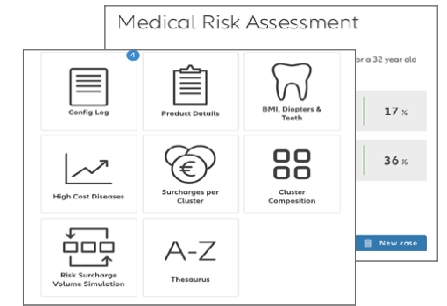 Medical Risk Assessment
or a 32 year old
17 %
36 %
New case
4
Config Log
Product Details
BMI, Diopters &
Teeth
High Cost Diseases
Surcharges per
Cluster
Cluster
Composition
Risk Surcharge
Volume Simulation
A-Z
Thesaurus